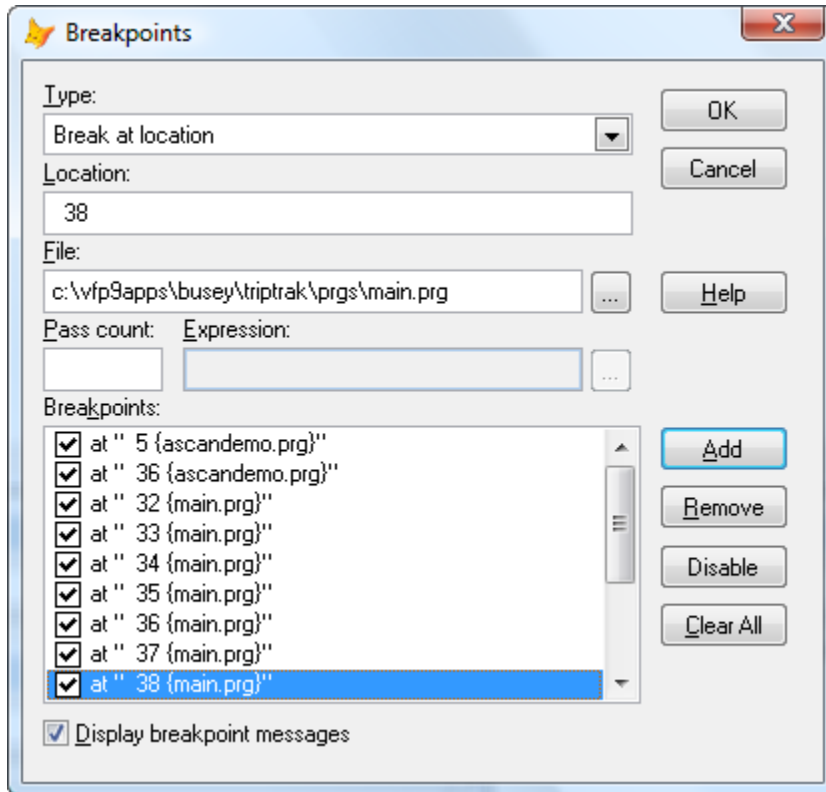 Breakpoints
Type:
Break at location
OK
Location:
Cancel
38
File:
c:\vfp9apps\busey\triptrak\prgs\main.prg
...
Help
Pass count: Expression:
...
Breakpoints:
at " 5 {ascandemo.prg}"
Add
at " 36 {ascandemo.prg}"
at " 32 {main.prg}"
Remove
at " 33 {main.prg}"
at " 34 {main.prg}"
Disable
at " 35 {main.prg}"
at " 36 {main.prg}"
Clear All
at " 37 {main.prg}"
at " 38 {main.prg}"
Display breakpoint messages